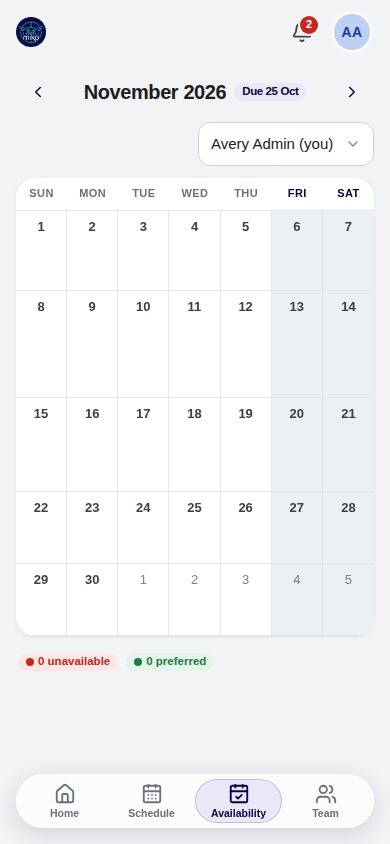 miko
2
AA
November 2026
Due 25 Oct
Avery Admin (you)
SUN MON TUE WED THU FRI SAT
1 2 3 4 5 6 7
8 9 10 11 12 13 14
15 16 17 18 19 20 21
22 23 24 25 26 27 28
29 30 1 2 3 4 5
0 unavailable 0 preferred
Home Schedule Availability Team